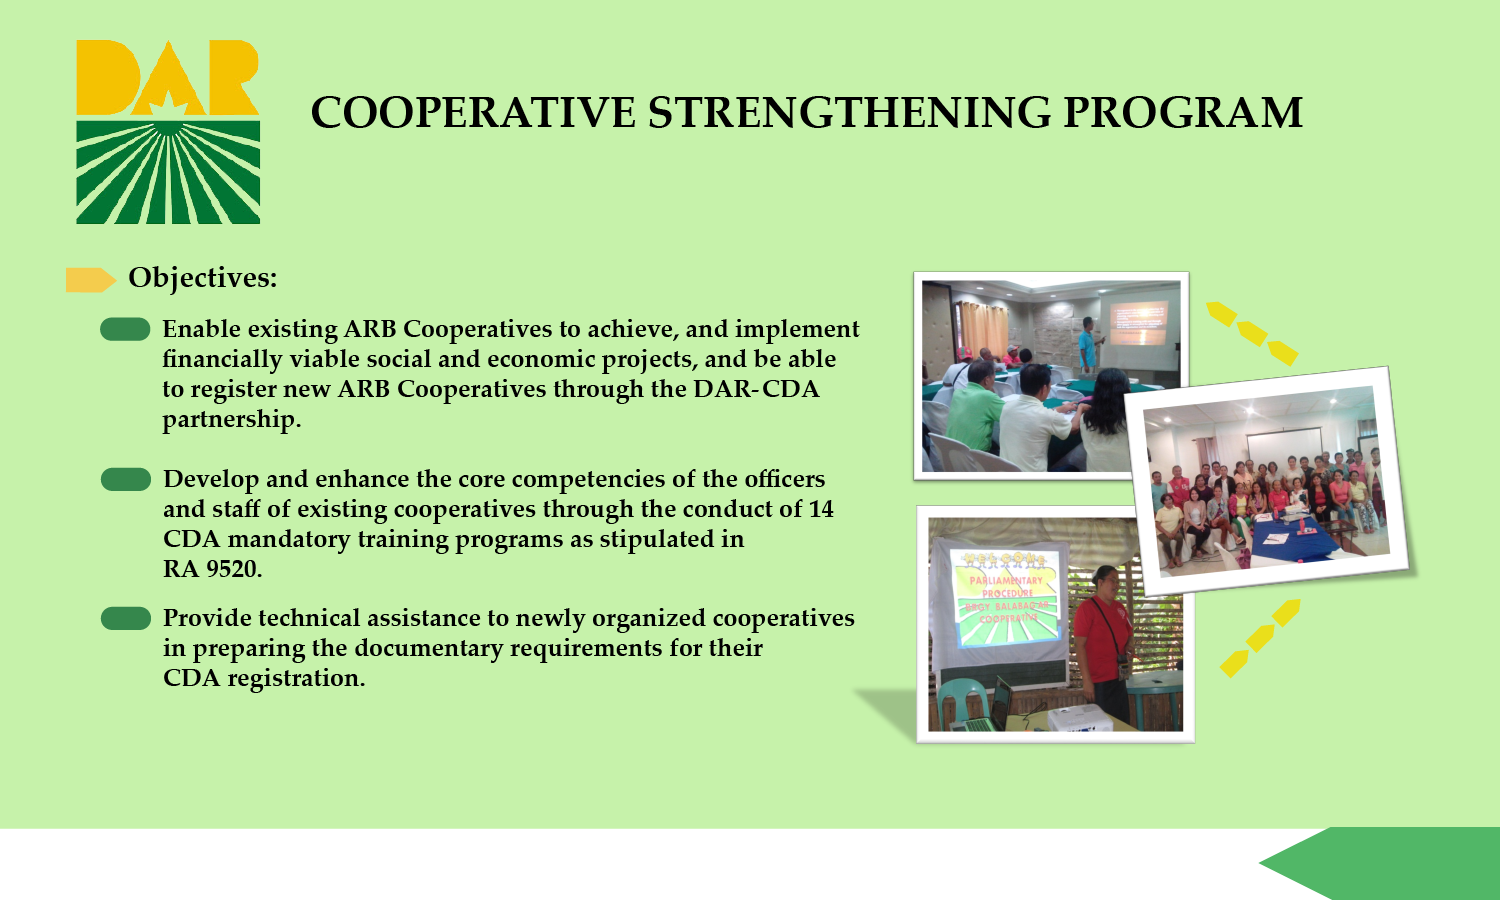 DAR
COOPERATIVE STRENGTHENING PROGRAM
Objectives:
Enable existing ARB Cooperatives to achieve, and implement
financially viable social and economic projects, and be able
to register new ARB Cooperatives through the DAR-CDA
partnership.
Develop and enhance the core competencies of the officers
and staff of existing cooperatives through the conduct of 14
CDA mandatory training programs as stipulated in
RA 9520.
Provide technical assistance to newly organized cooperatives
in preparing the documentary requirements for their
CDA registration.
WELCOME
PARLIAMENTARY
PROCEDURE
BRGY. BALABAG AR
COOPERATIVE